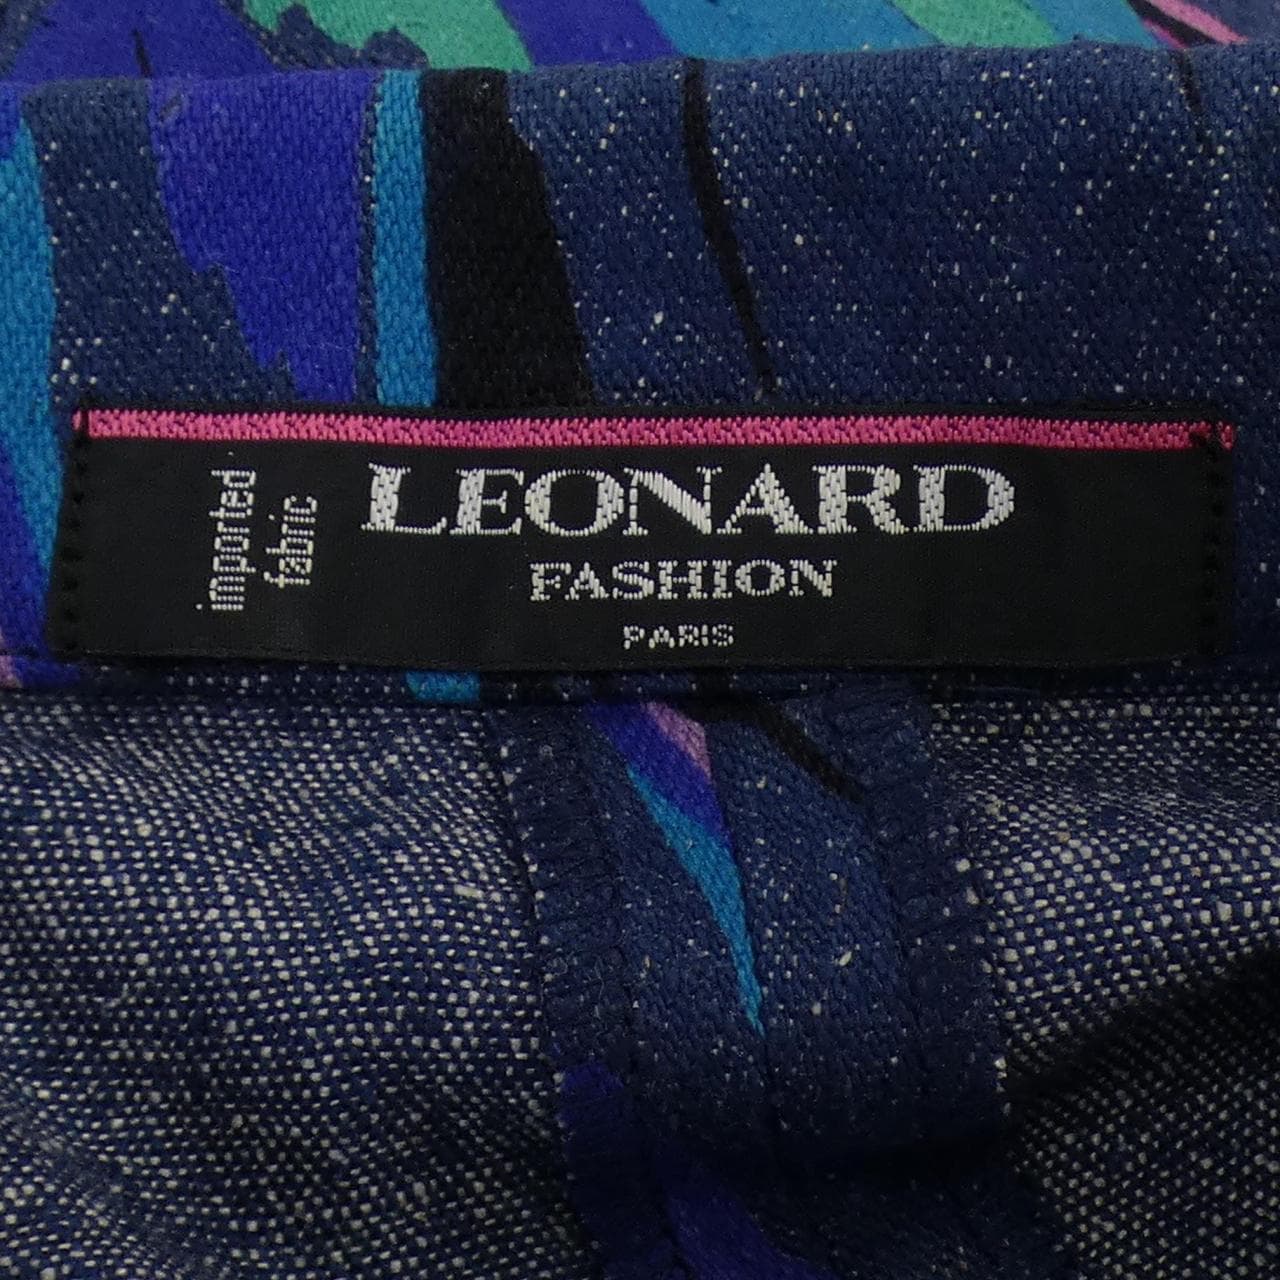 imported
fabric
LEONARD
FASHION
PARIS